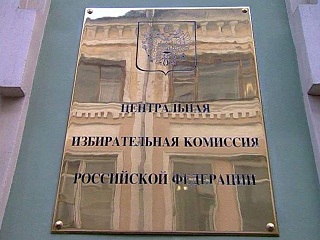 ЦЕНТРАЛЬНАЯ
ИЗБИРАТЕЛЬНАЯ КОМИССИЯ
РОССИЙСКОЙ ФЕДЕРАЦИИ